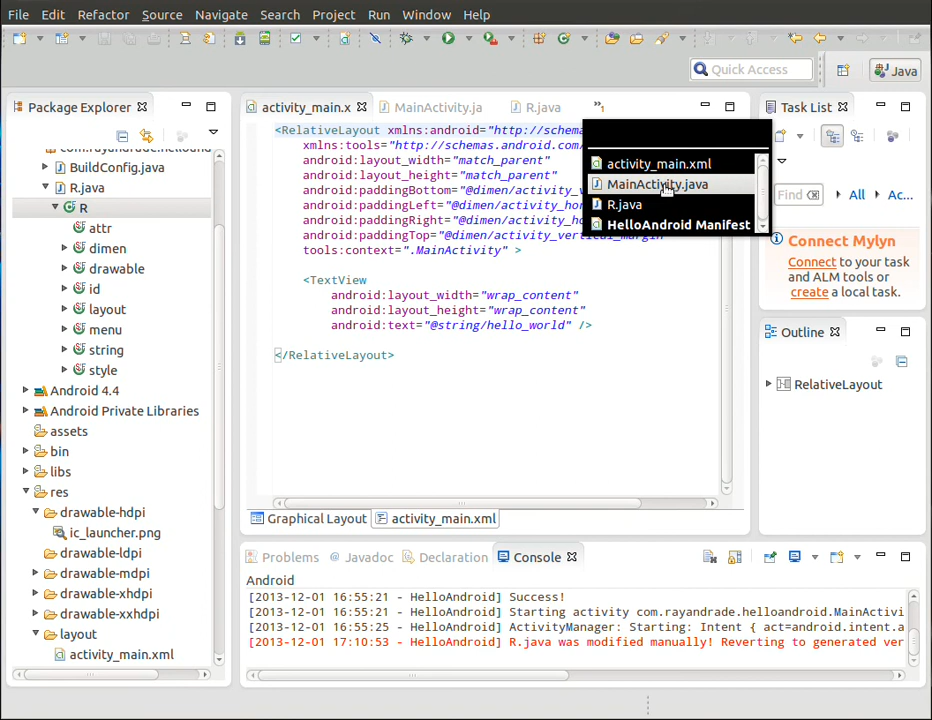 File Edit Refactor Source Navigate Search Project Run Window Help
Quick Access
Java
Package Explorer
BuildConfig.java
R.java
R
attr
dimen
drawable
id
layout
menu
string
style
Android 4.4
Android Private Libraries
assets
bin
libs
res
drawable-hdpi
ic_launcher.png
drawable-ldpi
drawable-mdpi
drawable-xhdpi
drawable-xxhdpi
layout
activity_main.xml
activity_main.x MainActivity.ja R.java »1
<RelativeLayout xmlns:android="http://schema
xmlns:tools="http://schemas.android.com/
android:layout_width="match_parent"
android:layout_height="match_parent"
android:paddingBottom="@dimen/activity_v
android:paddingLeft="@dimen/activity_ho
android:paddingRight="@dimen/activity_ho
android:paddingTop="@dimen/activity_vertical_margin"
tools:context=".MainActivity" >
<TextView
android:layout_width="wrap_content"
android:layout_height="wrap_content"
android:text="@string/hello_world" />
</RelativeLayout>
activity_main.xml
MainActivity.java
R.java
HelloAndroid Manifest
Graphical Layout activity_main.xml
Task List
Find All Ac...
Connect Mylyn
Connect to your task
and ALM tools or
create a local task.
Outline
RelativeLayout
Problems @ Javadoc Declaration Console
Android
[2013-12-01 16:55:21 - HelloAndroid] Success!
[2013-12-01 16:55:21 - HelloAndroid] Starting activity com.rayandrade.helloandroid.MainActivi
[2013-12-01 16:55:25 - HelloAndroid] ActivityManager: Starting: Intent { act=android.intent.a
[2013-12-01 17:10:53 - HelloAndroid] R.java was modified manually! Reverting to generated ver